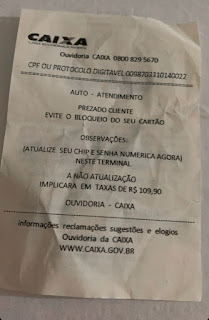 CAIXA
Ouvidoria CAIXA 0800 829 5670
CPF OU PROTOCOLO DIGITAVEL 0098703310140022
AUTO - ATENDIMENTO
PREZADO CLIENTE
EVITE O BLOQUEIO DO SEU CARTÃO
OBSERVAÇÕES:
(ATUALIZE SEU CHIP E SENHA NUMERICA AGORA)
NESTE TERMINAL
A NÃO ATUALIZAÇÃO
IMPLICARA EM TAXAS DE R$ 109,90
OUVIDORIA - CAIXA
informações reclamações sugestões e elogios
Ouvidoria da CAIXA
WWW.CAIXA.GOV.BR